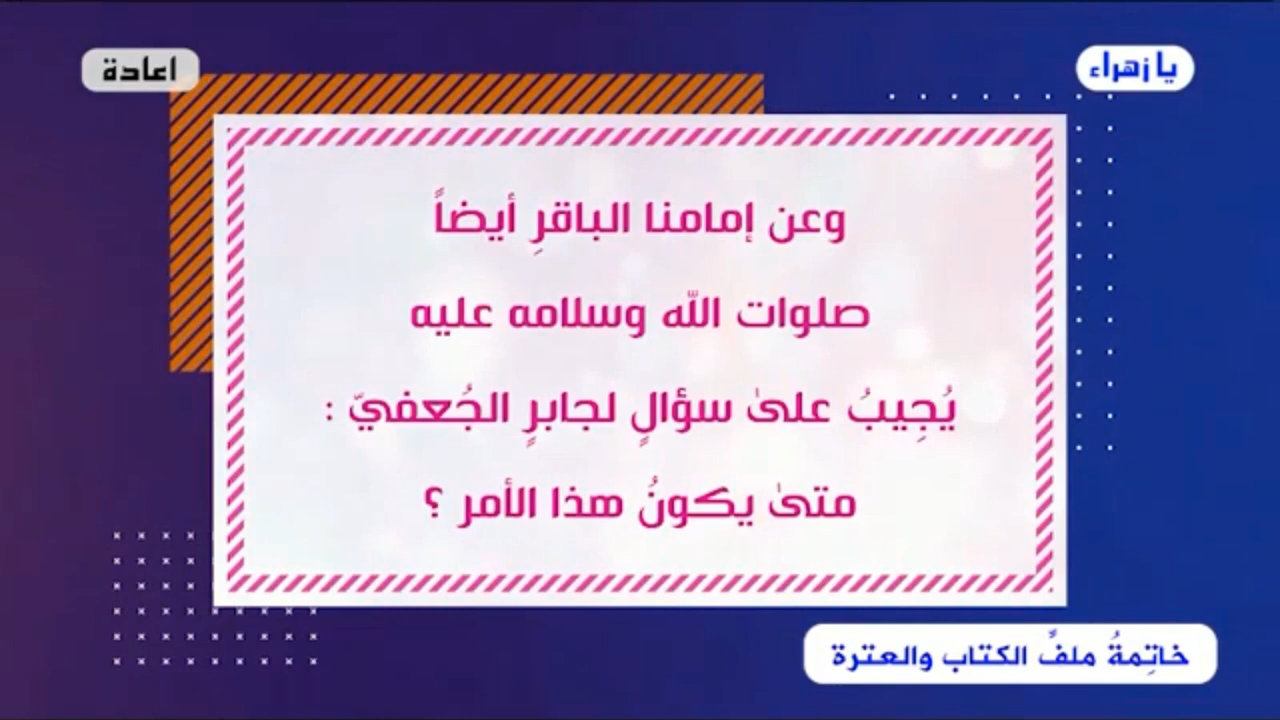 يا زهراء
اعادة
وعن إمامنا الباقرِ أيضاً
صلوات اللّه وسلامه عليه
يُجِيبُ علىٰ سؤالٍ لجابرٍ الجُعفيّ :
متىٰ يكونُ هذا الأمر ؟
خاتِمةُ ملفِّ الكتاب والعترة